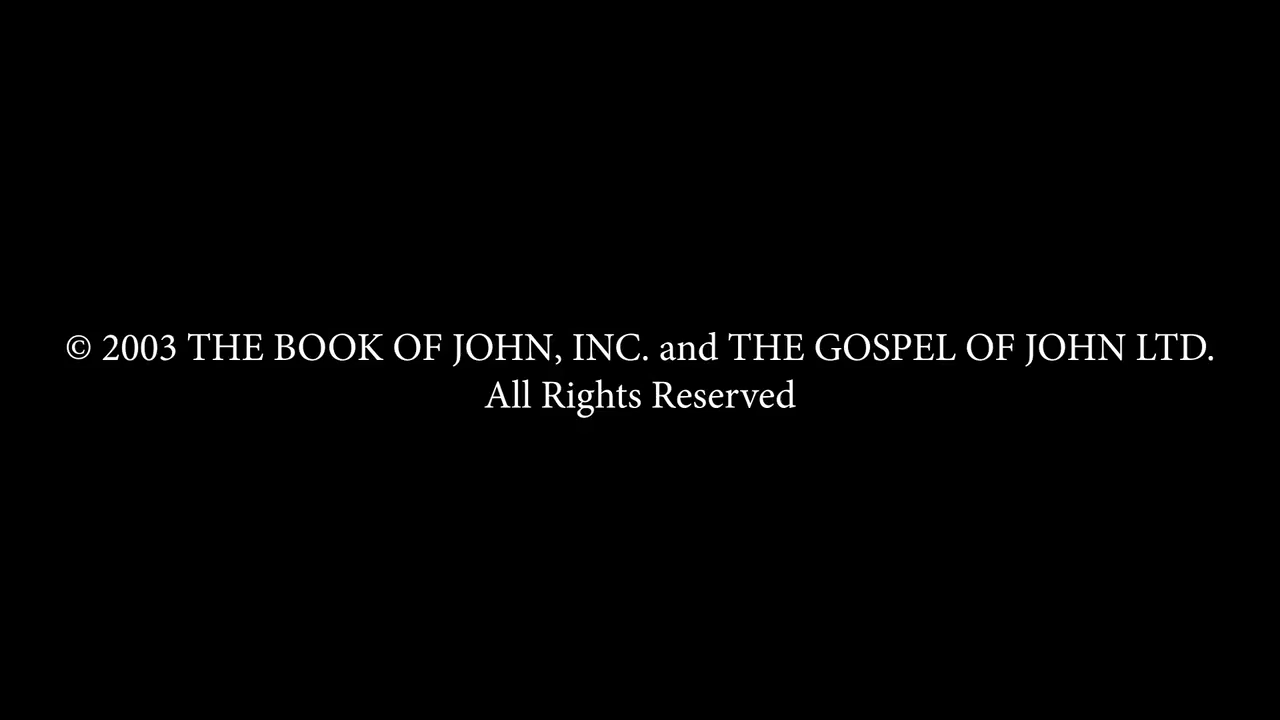 © 2003 THE BOOK OF JOHN, INC. and THE GOSPEL OF JOHN LTD.
All Rights Reserved